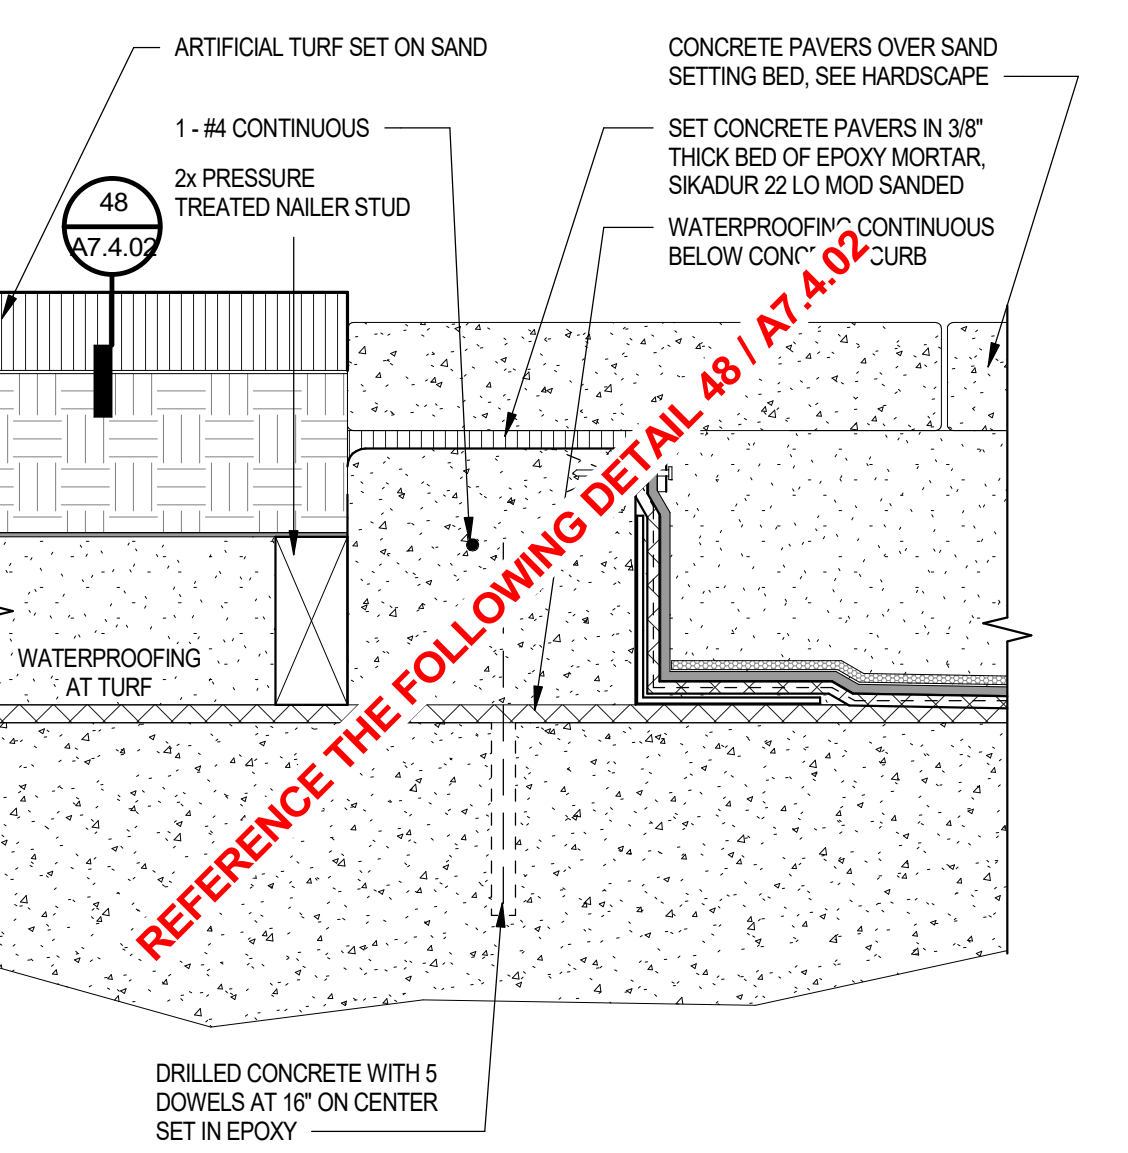 ARTIFICIAL TURF SET ON SAND
CONCRETE PAVERS OVER SAND
SETTING BED, SEE HARDSCAPE
1 - #4 CONTINUOUS
SET CONCRETE PAVERS IN 3/8"
THICK BED OF EPOXY MORTAR,
SIKADUR 22 LO MOD SANDED
2x PRESSURE
TREATED NAILER STUD
48
A7.4.02
WATERPROOFING CONTINUOUS
BELOW CURB
REFERENCE THE FOLLOWING DETAIL 48 / A7.4.02
WATERPROOFING
AT TURF
DRILLED CONCRETE WITH 5
DOWELS AT 16" ON CENTER
SET IN EPOXY